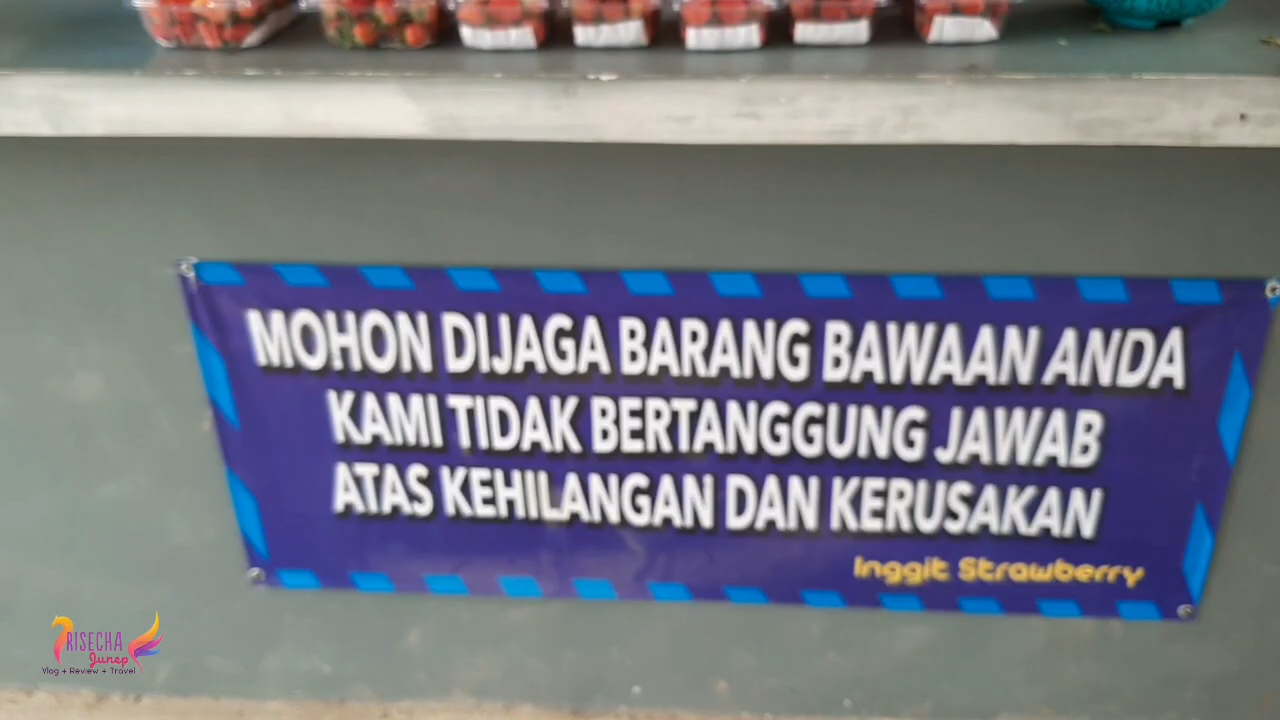 MOHON DIJAGA BARANG BAWAAN ANDA
KAMI TIDAK BERTANGGUNG JAWAB
ATAS KEHILANGAN DAN KERUSAKAN
Inggit Strawberry
RISECHA
Junep
Vlog + Review + Travel